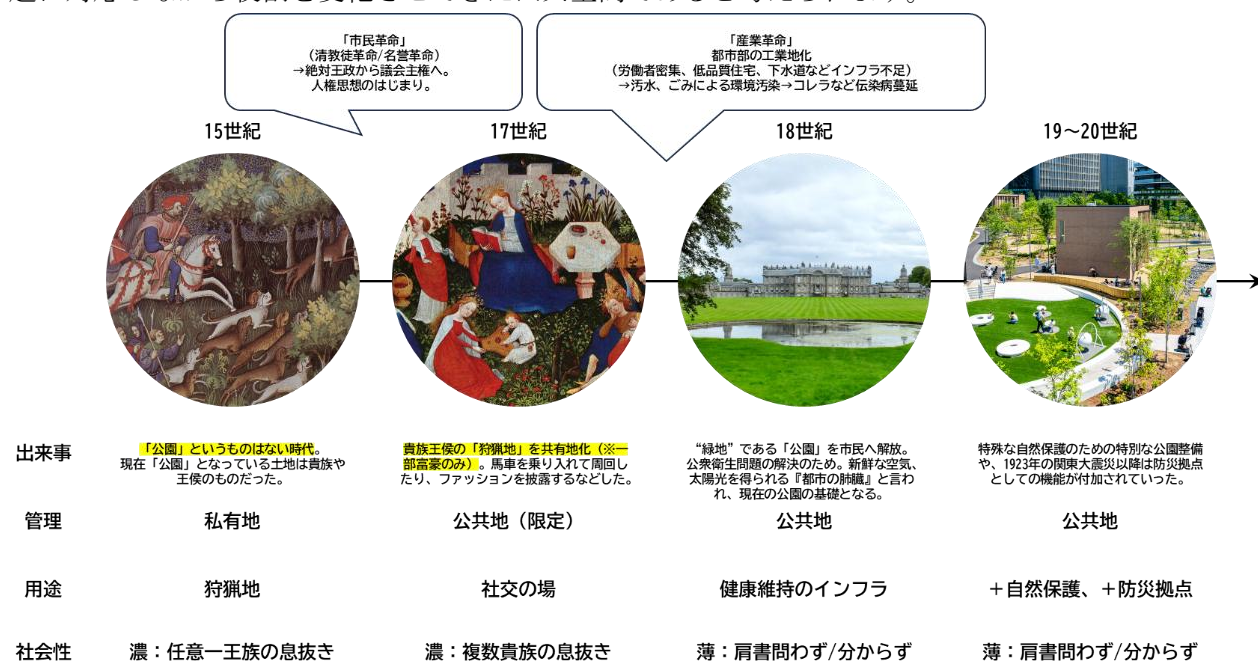 「市民革命」
(清教徒革命/名誉革命)
→絶対王政から議会主権へ。
人権思想のはじまり。
「産業革命」
都市部の工業地化
(労働者密集、低品質住宅、下水道などインフラ不足)
→汚水、ごみによる環境汚染→コレラなど伝染病蔓延
15世紀
17世紀
18世紀
19～20世紀
出来事
「公園」というものはない時代。
現在「公園」となっている土地は貴族や
王侯のものだった。
貴族王侯の「狩猟地」を共有地化（※一
部富豪のみ）。馬車を乗り入れて周回し
たり、ファッションを披露するなどした。
“緑地”である「公園」を市民へ解放。
公衆衛生問題の解決のため。新鮮な空気、
太陽光を得られる『都市の肺臓』と言わ
れ、現在の公園の基礎となる。
特殊な自然保護のための特別な公園整備
や、1923年の関東大震災以降は防災拠点
としての機能が付加されていった。
管理
私有地
公共地（限定）
公共地
公共地
用途
狩猟地
社交の場
健康維持のインフラ
＋自然保護、＋防災拠点
社会性
濃：任意一王族の息抜き
濃：複数貴族の息抜き
薄：肩書問わず/分からず
薄：肩書問わず/分からず